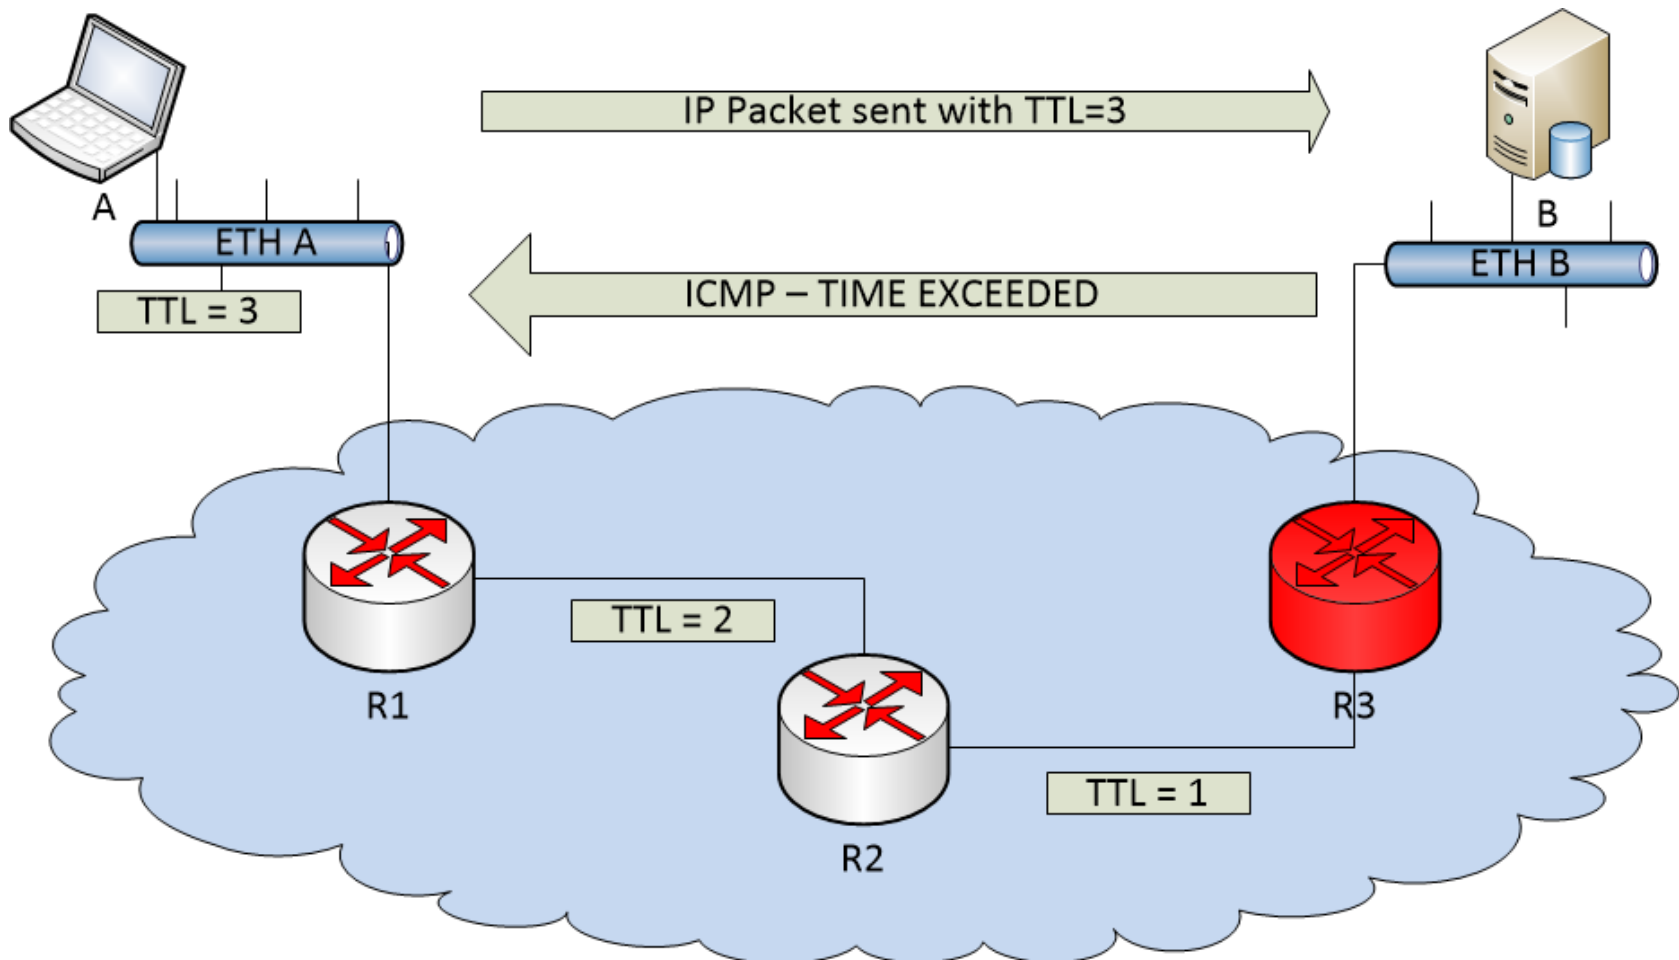 IP Packet sent with TTL=3
A
B
ETH A
ETH B
ICMP – TIME EXCEEDED
TTL = 3
TTL = 2
R1
R3
TTL = 1
R2